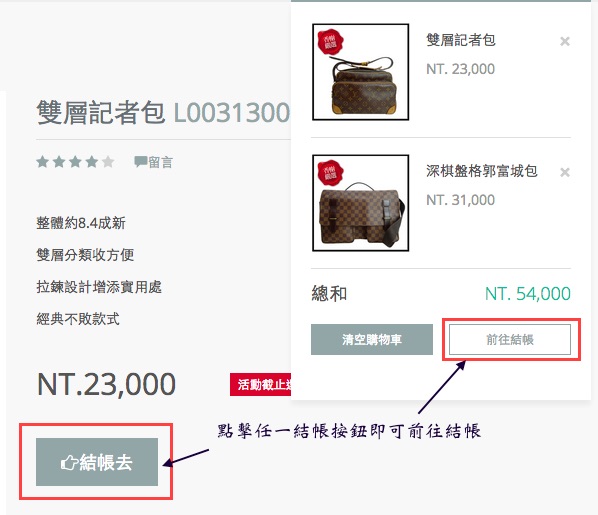 雙層記者包 L0031300
留言
整體約8.4成新
雙層分類收方便
拉鍊設計增添實用處
經典不敗款式
NT.23,000
活動截止
結帳去
雙層記者包
×
NT. 23,000
深棋盤格郭富城包
×
NT. 31,000
總和
NT. 54,000
清空購物車
前往結帳
點擊任一結帳按鈕即可前往結帳